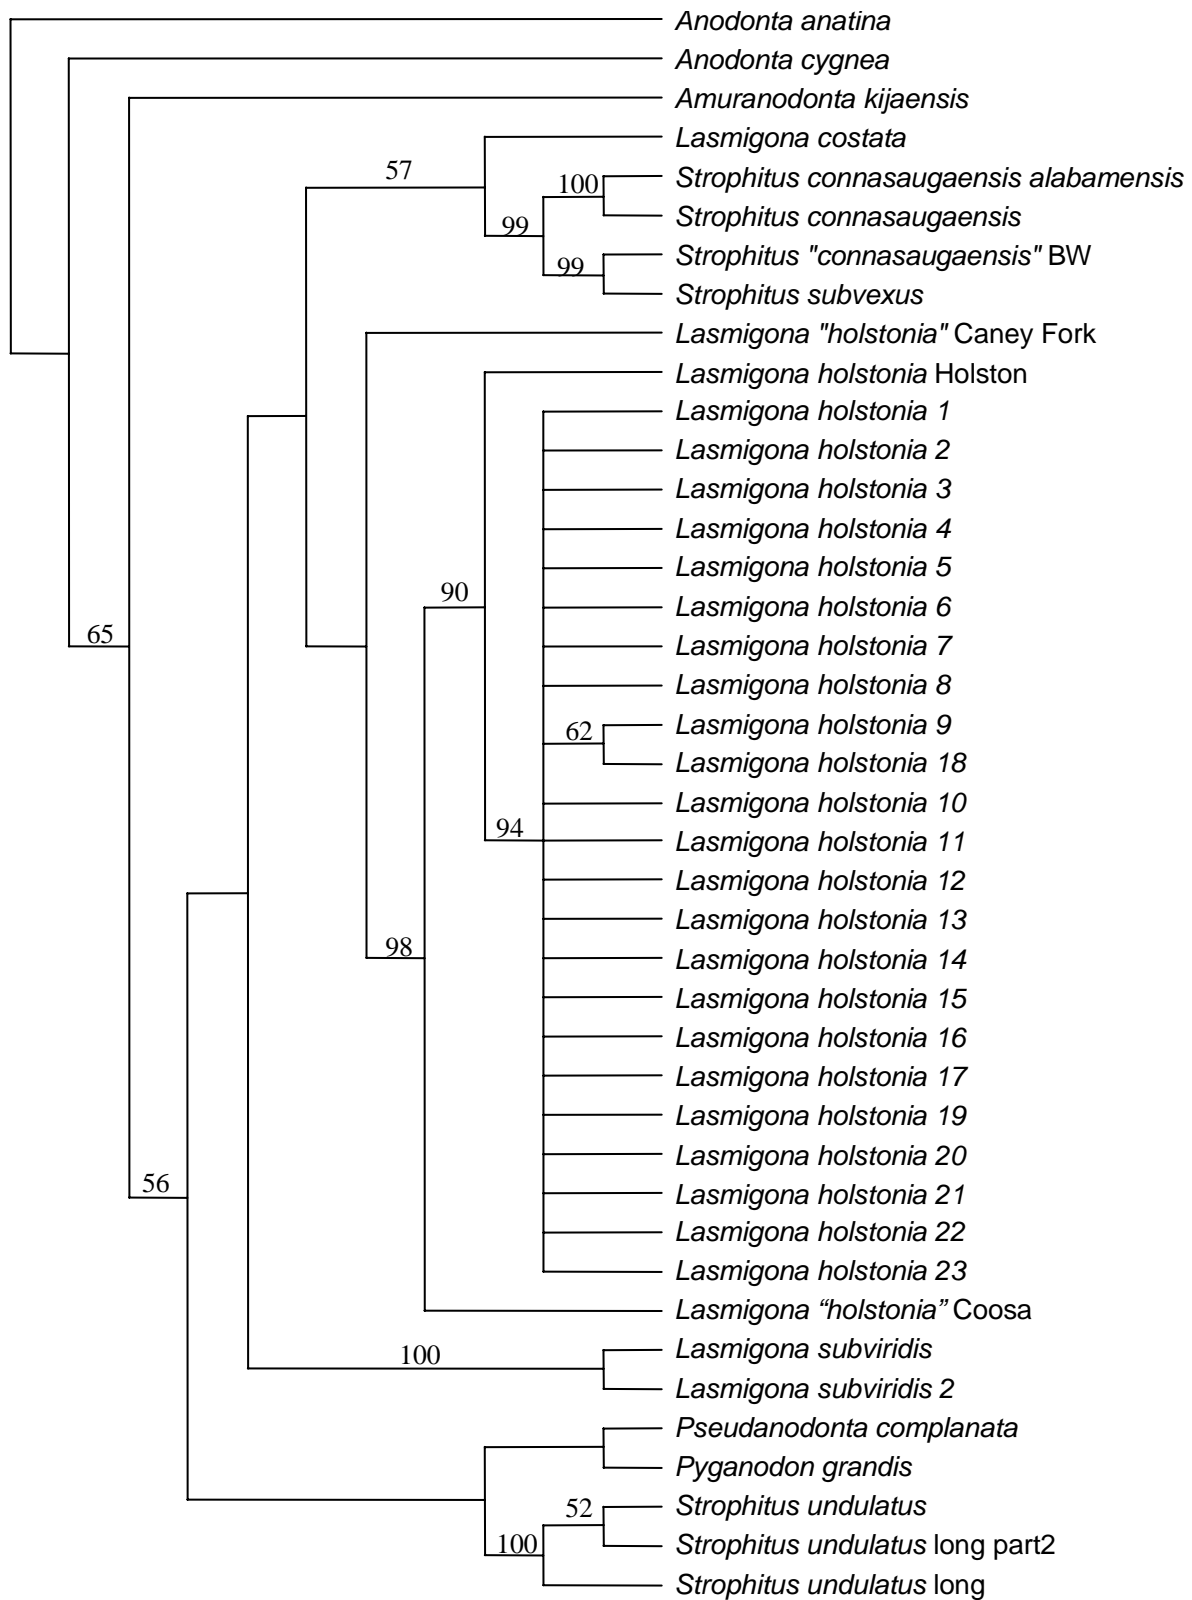 Anodonta anatina
Anodonta cygnea
Amuranodonta kijaensis
Lasmigona costata
57
Strophitus connasaugaensis alabamensis
100
Strophitus connasaugaensis
99
Strophitus "connasaugaensis" BW
99
Strophitus subvexus
Lasmigona "holstonia" Caney Fork
Lasmigona holstonia Holston
Lasmigona holstonia 1
Lasmigona holstonia 2
Lasmigona holstonia 3
Lasmigona holstonia 4
Lasmigona holstonia 5
90
Lasmigona holstonia 6
65
Lasmigona holstonia 7
Lasmigona holstonia 8
Lasmigona holstonia 9
62
Lasmigona holstonia 18
Lasmigona holstonia 10
94
Lasmigona holstonia 11
Lasmigona holstonia 12
Lasmigona holstonia 13
98
Lasmigona holstonia 14
Lasmigona holstonia 15
Lasmigona holstonia 16
Lasmigona holstonia 17
Lasmigona holstonia 19
Lasmigona holstonia 20
56
Lasmigona holstonia 21
Lasmigona holstonia 22
Lasmigona holstonia 23
Lasmigona “holstonia” Coosa
Lasmigona subviridis
100
Lasmigona subviridis 2
Pseudanodonta complanata
Pyganodon grandis
Strophitus undulatus
52
Strophitus undulatus long part2
100
Strophitus undulatus long